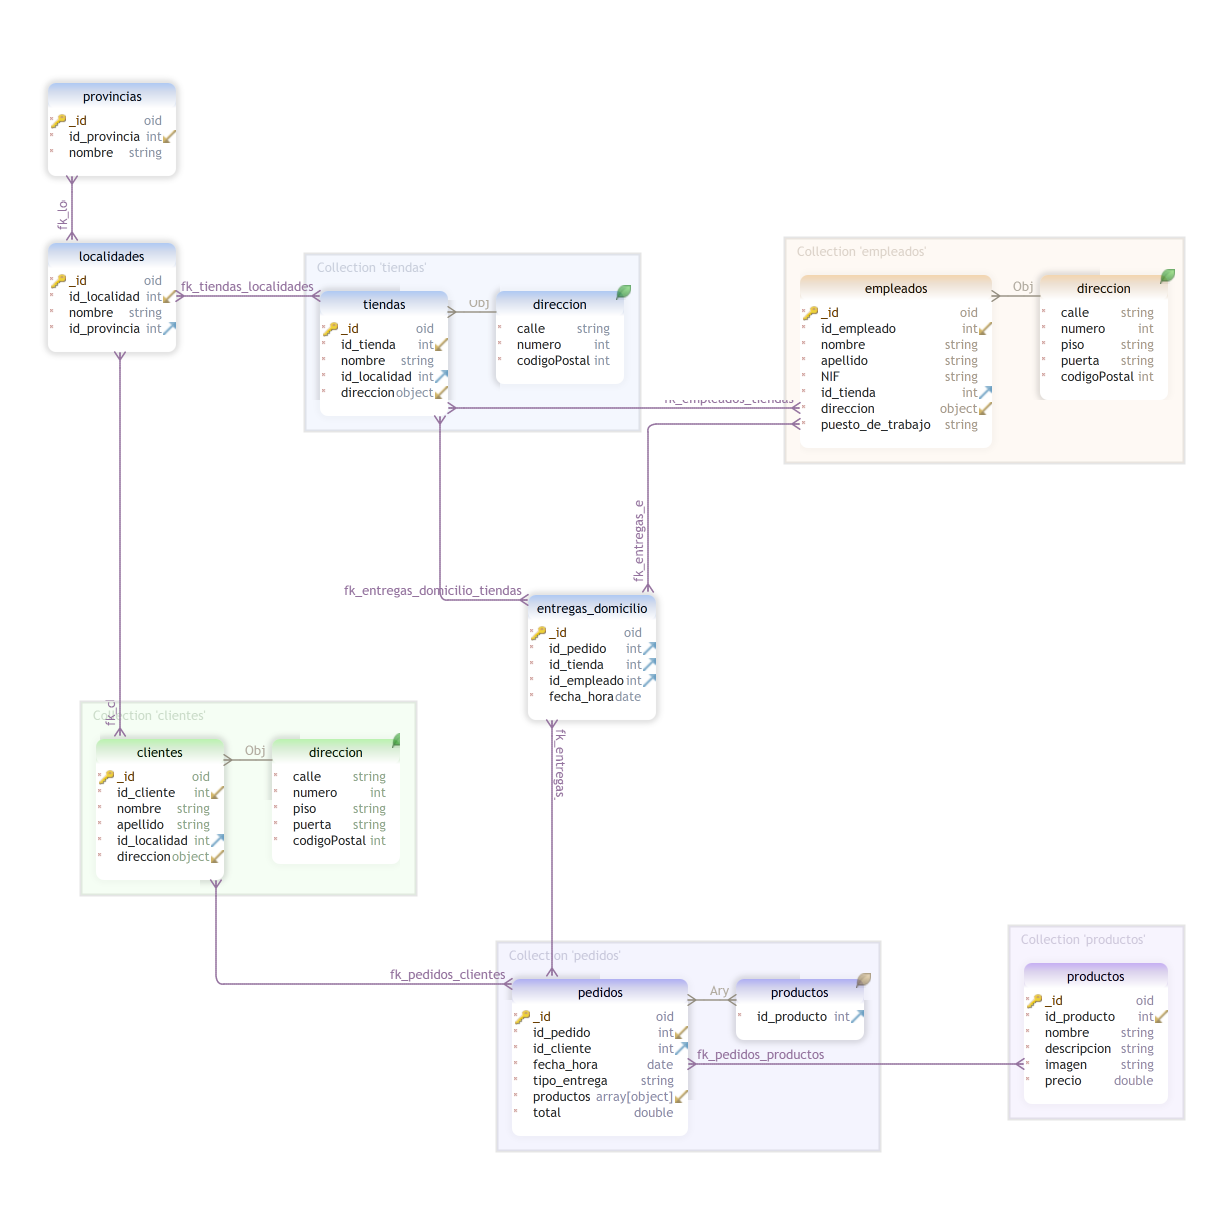 provincias
_id oid
id_provincia int
nombre string
fk_lo
localidades
_id oid
id_localidad int
nombre string
id_provincia int
fk_tiendas_localidades
Collection 'tiendas'
tiendas
_id oid
id_tienda int
nombre string
id_localidad int
direccion object
Obj
direccion
calle string
numero int
codigoPostal int
Collection 'empleados'
empleados
_id oid
id_empleado int
nombre string
apellido string
NIF string
id_tienda int
direccion object
puesto_de_trabajo string
Obj
direccion
calle string
numero int
piso string
puerta string
codigoPostal int
fk_empleados_tiendas
fk_entregas_e
fk_entregas_domicilio_tiendas
entregas_domicilio
_id oid
id_pedido int
id_tienda int
id_empleado int
fecha_hora date
fk_entregas
fk_cl
Collection 'clientes'
clientes
_id oid
id_cliente int
nombre string
apellido string
id_localidad int
direccion object
Obj
direccion
calle string
numero int
piso string
puerta string
codigoPostal int
fk_pedidos_clientes
Collection 'pedidos'
pedidos
_id oid
id_pedido int
id_cliente int
fecha_hora date
tipo_entrega string
productos array[object]
total double
Ary
productos
id_producto int
fk_pedidos_productos
Collection 'productos'
productos
_id oid
id_producto int
nombre string
descripcion string
imagen string
precio double